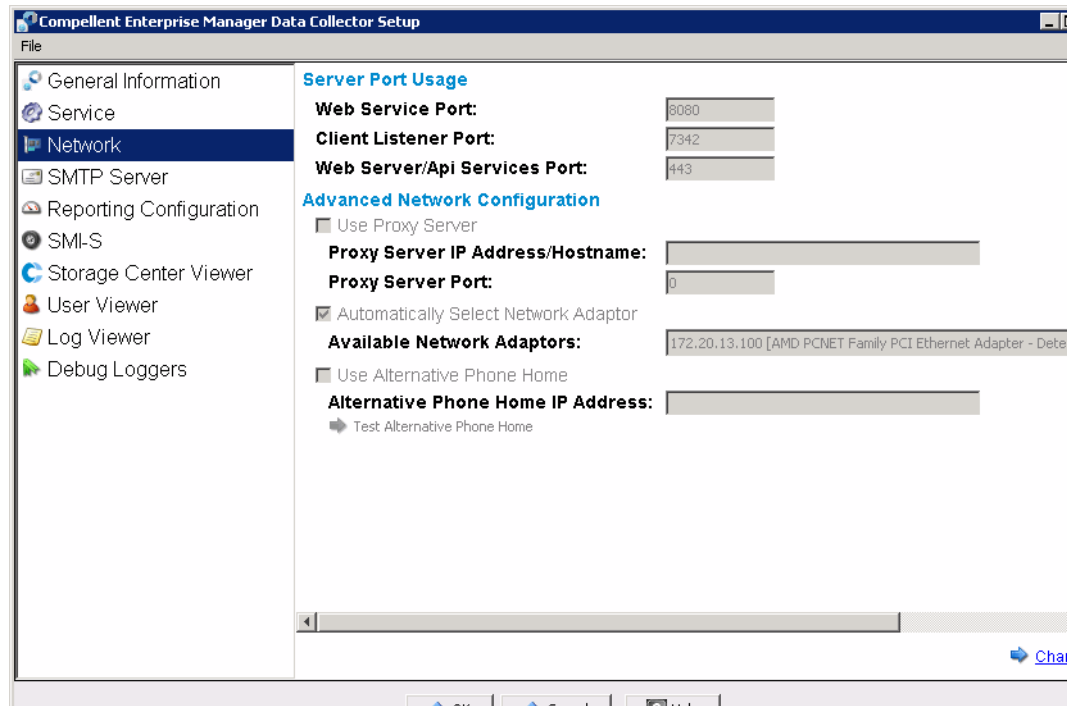 Compellent Enterprise Manager Data Collector Setup
File
General Information
Service
Network
SMTP Server
Reporting Configuration
SMI-S
Storage Center Viewer
User Viewer
Log Viewer
Debug Loggers
Server Port Usage
Web Service Port: 8080
Client Listener Port: 7342
Web Server/Api Services Port: 443
Advanced Network Configuration
Use Proxy Server
Proxy Server IP Address/Hostname:
Proxy Server Port: 0
Automatically Select Network Adaptor
Available Network Adaptors: 172.20.13.100 [AMD PCNET Family PCI Ethernet Adapter - Dete
Use Alternative Phone Home
Alternative Phone Home IP Address:
Test Alternative Phone Home
Char